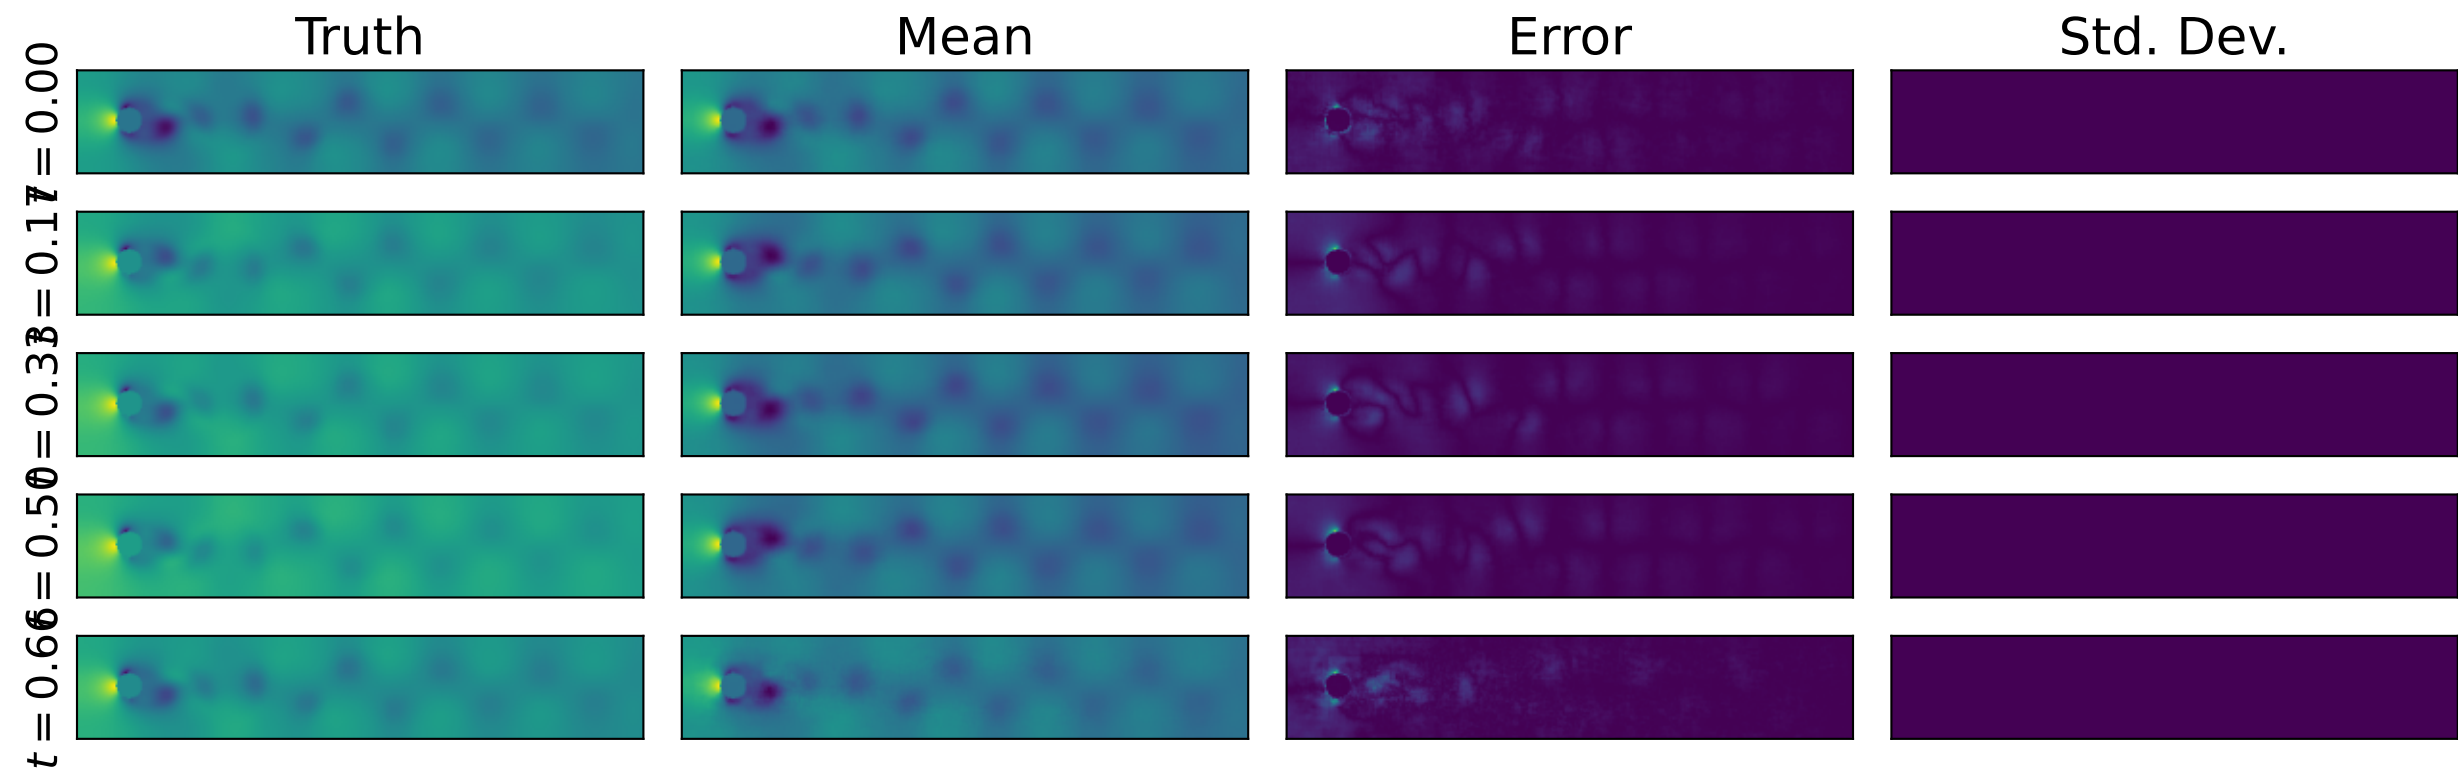 Truth Mean Error Std. Dev.
t = 0.00
t = 0.17
t = 0.33
t = 0.50
t = 0.66